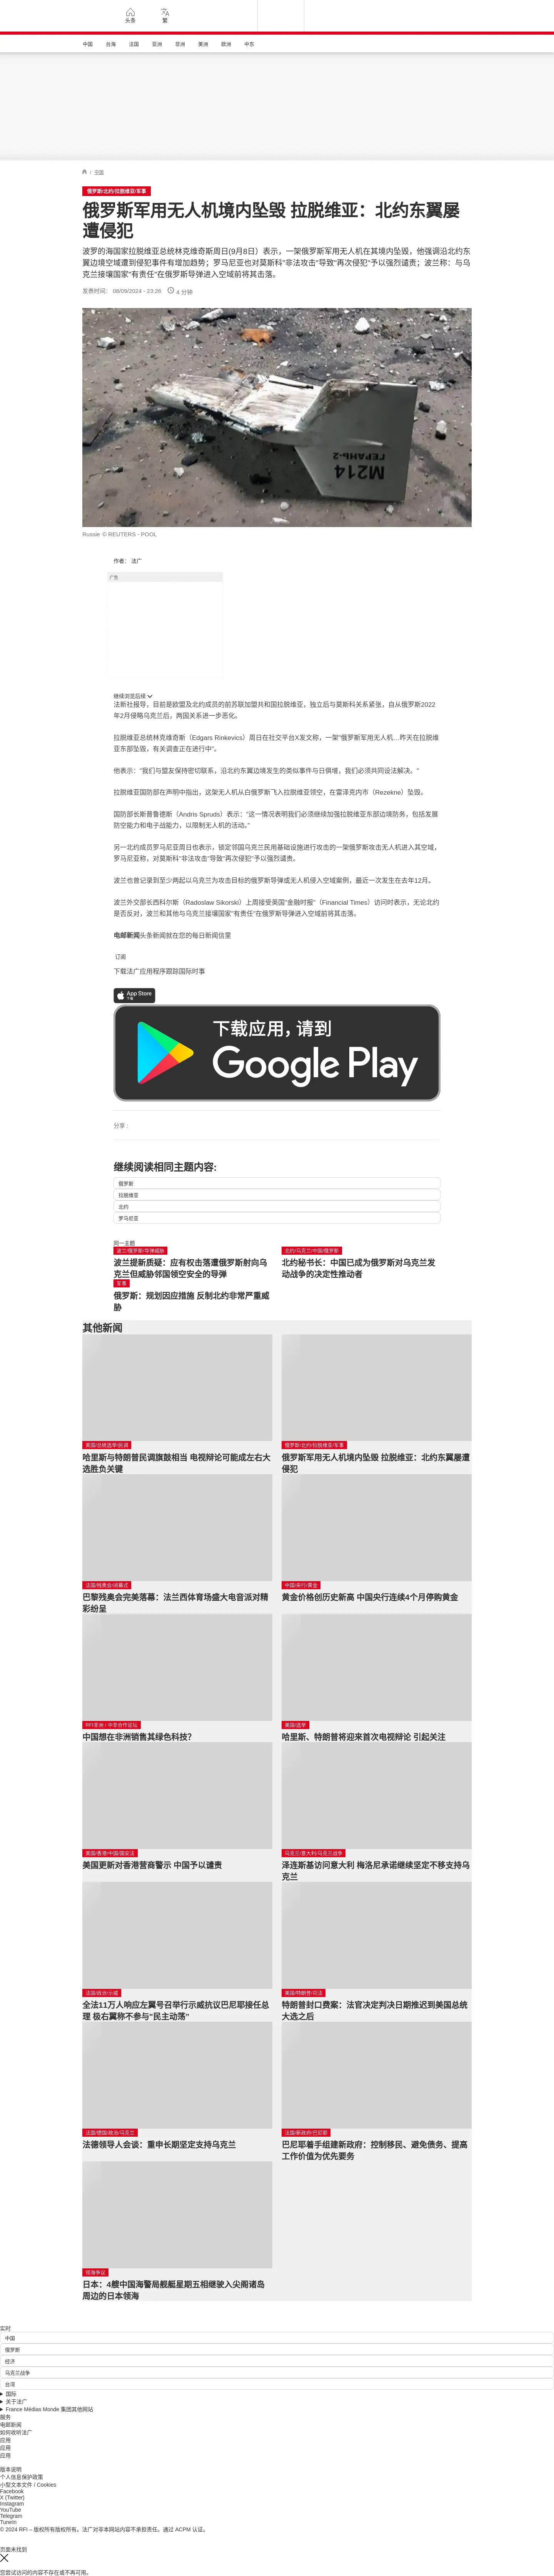 头条
繁
中国
台海
法国
亚洲
非洲
美洲
欧洲
中东
/ 中国
俄罗斯/北约/拉脱维亚/军事
俄罗斯军用无人机境内坠毁 拉脱维亚：北约东翼屡
遭侵犯
波罗的海国家拉脱维亚总统林克维奇斯周日(9月8日）表示，一架俄罗斯军用无人机在其境内坠毁，他强调沿北约东
翼边境空域遭到侵犯事件有增加趋势；罗马尼亚也对莫斯科"非法攻击"导致"再次侵犯"予以强烈谴责；波兰称：与乌
克兰接壤国家"有责任"在俄罗斯导弹进入空域前将其击落。
发表时间： 08/09/2024 - 23:26
4 分钟
ГЕРАНЬ-2
М214
Russie © REUTERS - POOL
作者： 法广
广告
继续浏览后续
法新社报导，目前是欧盟及北约成员的前苏联加盟共和国拉脱维亚，独立后与莫斯科关系紧张，自从俄罗斯2022
年2月侵略乌克兰后，两国关系进一步恶化。
拉脱维亚总统林克维奇斯（Edgars Rinkevics）周日在社交平台X发文称，一架"俄罗斯军用无人机…昨天在拉脱维
亚东部坠毁，有关调查正在进行中"。
他表示："我们与盟友保持密切联系，沿北约东翼边境发生的类似事件与日俱增，我们必须共同设法解决。"
拉脱维亚国防部在声明中指出，这架无人机从白俄罗斯飞入拉脱维亚领空，在雷泽克内市（Rezekne）坠毁。
国防部长斯普鲁德斯（Andris Spruds）表示："这一情况表明我们必须继续加强拉脱维亚东部边境防务，包括发展
防空能力和电子战能力，以限制无人机的活动。"
另一北约成员罗马尼亚周日也表示，锁定邻国乌克兰民用基础设施进行攻击的一架俄罗斯攻击无人机进入其空域，
罗马尼亚称，对莫斯科"非法攻击"导致"再次侵犯"予以强烈谴责。
波兰也曾记录到至少两起以乌克兰为攻击目标的俄罗斯导弹或无人机侵入空域案例，最近一次发生在去年12月。
波兰外交部长西科尔斯（Radoslaw Sikorski）上周接受英国"金融时报"（Financial Times）访问时表示，无论北约
是否反对，波兰和其他与乌克兰接壤国家"有责任"在俄罗斯导弹进入空域前将其击落。
电邮新闻头条新闻就在您的每日新闻信里
订阅
下载法广应用程序跟踪国际时事
App Store
下载
下载应用，请到
Google Play
分享 :
继续阅读相同主题内容:
俄罗斯
拉脱维亚
北约
罗马尼亚
同一主题
波兰/俄罗斯/导弹威胁
波兰提新质疑：应有权击落遭俄罗斯射向乌
克兰但威胁邻国领空安全的导弹
北约/乌克兰/中国/俄罗斯
北约秘书长：中国已成为俄罗斯对乌克兰发
动战争的决定性推动者
军事
俄罗斯：规划因应措施 反制北约非常严重威
胁
其他新闻
美国/总统选举/民调
哈里斯与特朗普民调旗鼓相当 电视辩论可能成左右大
选胜负关键
俄罗斯/北约/拉脱维亚/军事
俄罗斯军用无人机境内坠毁 拉脱维亚：北约东翼屡遭
侵犯
法国/残奥会/闭幕式
巴黎残奥会完美落幕：法兰西体育场盛大电音派对精
彩纷呈
中国/央行/黄金
黄金价格创历史新高 中国央行连续4个月停购黄金
RFI非洲 / 中非合作论坛
中国想在非洲销售其绿色科技?
美国/选举
哈里斯、特朗普将迎来首次电视辩论 引起关注
美国/香港/中国/国安法
美国更新对香港营商警示 中国予以谴责
乌克兰/意大利/乌克兰战争
泽连斯基访问意大利 梅洛尼承诺继续坚定不移支持乌
克兰
法国/政治/示威
全法11万人响应左翼号召举行示威抗议巴尼耶接任总
理 极右翼称不参与"民主动荡"
美国/特朗普/司法
特朗普封口费案：法官决定判决日期推迟到美国总统
大选之后
法国/德国/政治/乌克兰
法德领导人会谈：重申长期坚定支持乌克兰
法国/新政府/巴尼耶
巴尼耶着手组建新政府：控制移民、避免债务、提高
工作价值为优先要务
领海争议
日本：4艘中国海警局舰艇星期五相继驶入尖阁诸岛
周边的日本领海
实时
中国
俄罗斯
经济
乌克兰战争
台湾
国际
关于法广
France Médias Monde 集团其他网站
服务
电邮新闻
如何收听法广
应用
应用
应用
版本说明
个人信息保护政策
小型文本文件 / Cookies
Facebook
X (Twitter)
Instagram
YouTube
Telegram
TuneIn
© 2024 RFI – 版权所有版权所有。法广对非本网站内容不承担责任。通过 ACPM 认证。
页面未找到
您尝试访问的内容不存在或不再可用。